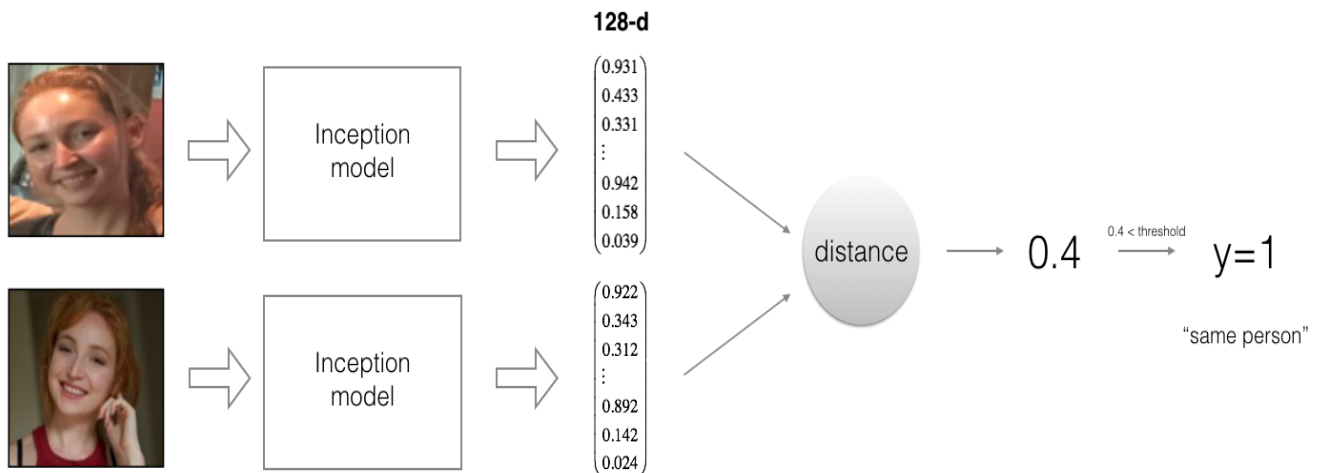 128-d
0.931
0.433
0.331
⋮
0.942
0.158
0.039
Inception
model
0.922
0.343
0.312
⋮
0.892
0.142
0.024
Inception
model
distance
0.4
0.4 < threshold
y=1
“same person”